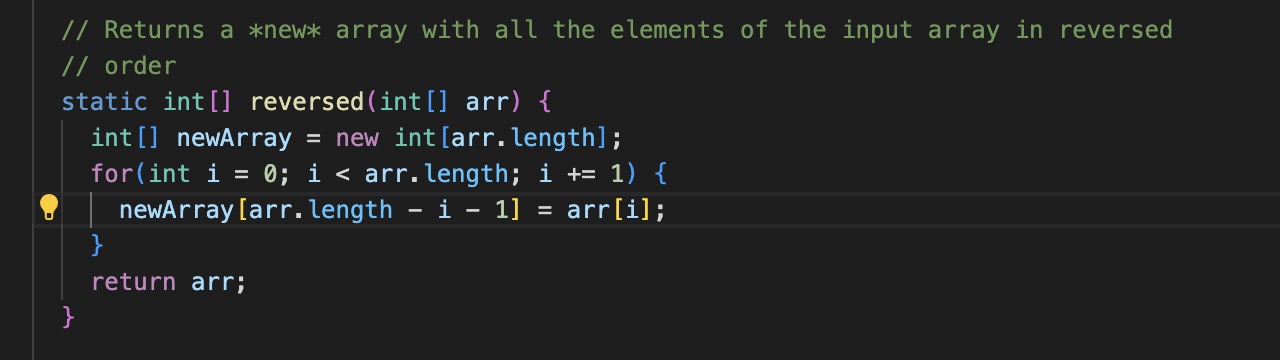 // Returns a *new* array with all the elements of the input array in reversed
// order
static int[] reversed(int[] arr) {
  int[] newArray = new int[arr.length];
  for(int i = 0; i < arr.length; i += 1) {
    newArray[arr.length - i - 1] = arr[i];
  }
  return arr;
}